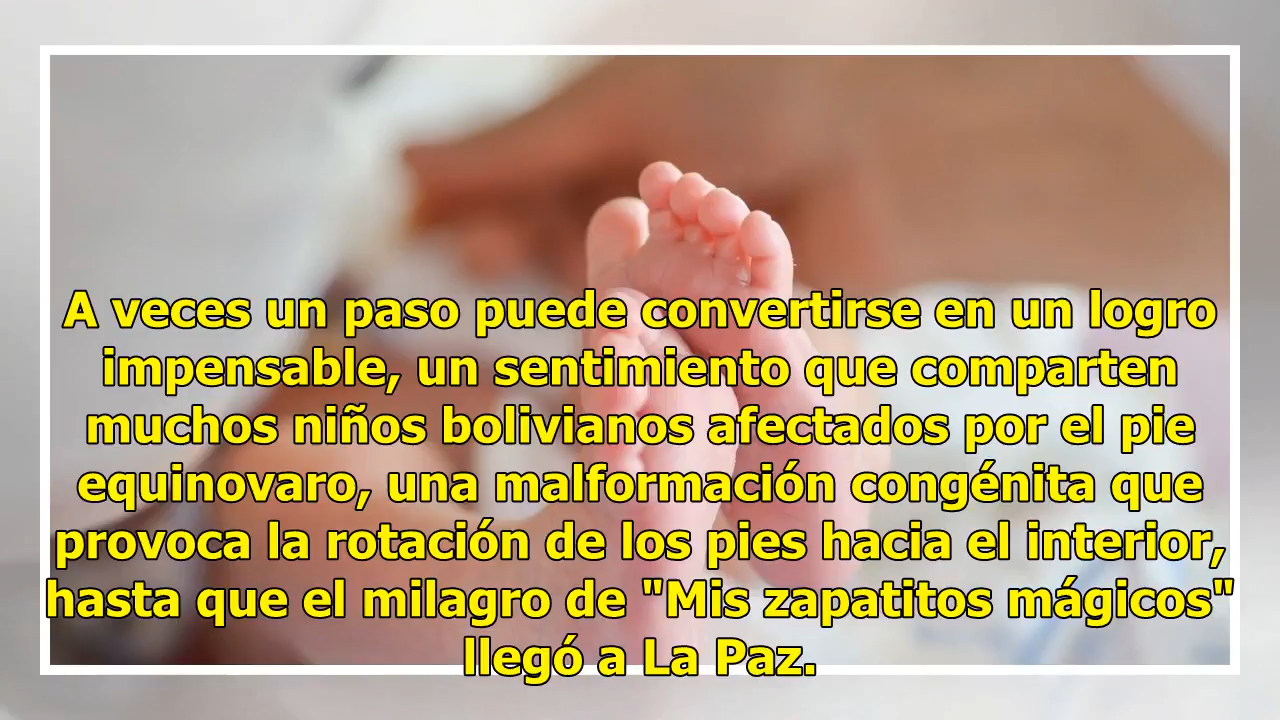 A veces un paso puede convertirse en un logro
impensable, un sentimiento que comparten
muchos niños bolivianos afectados por el pie
equinovaro, una malformación congénita que
provoca la rotación de los pies hacia el interior,
hasta que el milagro de "Mis zapatitos mágicos"
llegó a La Paz.